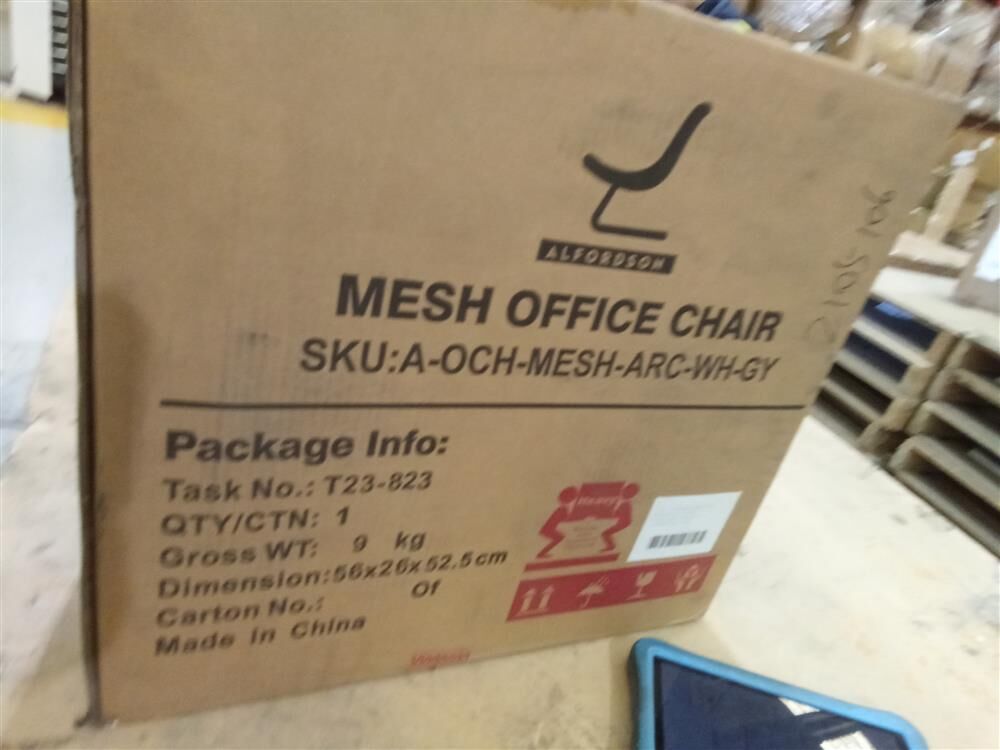 ALFORDSON
MESH OFFICE CHAIR
SKU:A-OCH-MESH-ARC-WH-GY
Package Info:
Task No.: T23-823
QTY/CTN: 1
Gross WT: 9 kg
Dimension:56x26x52.5cm
Carton No.: Of
Made in China
Heavy